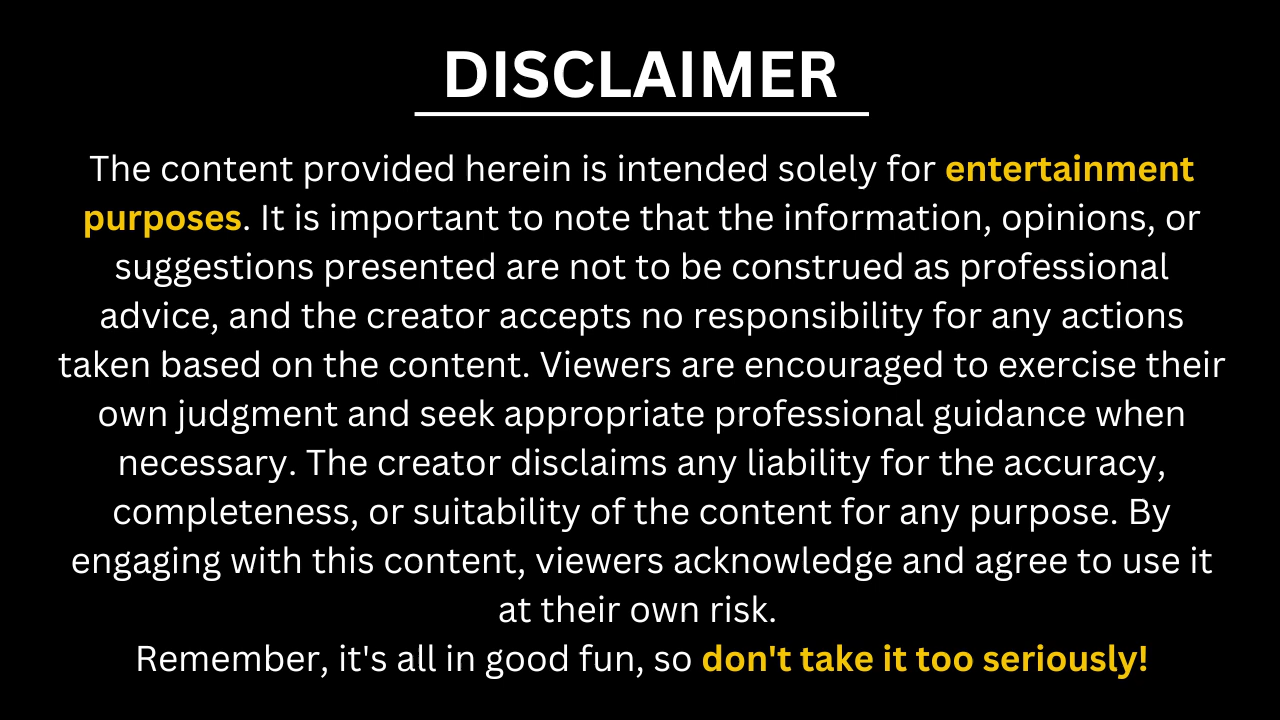 DISCLAIMER
The content provided herein is intended solely for entertainment
purposes. It is important to note that the information, opinions, or
suggestions presented are not to be construed as professional
advice, and the creator accepts no responsibility for any actions
taken based on the content. Viewers are encouraged to exercise their
own judgment and seek appropriate professional guidance when
necessary. The creator disclaims any liability for the accuracy,
completeness, or suitability of the content for any purpose. By
engaging with this content, viewers acknowledge and agree to use it
at their own risk.
Remember, it's all in good fun, so don't take it too seriously!